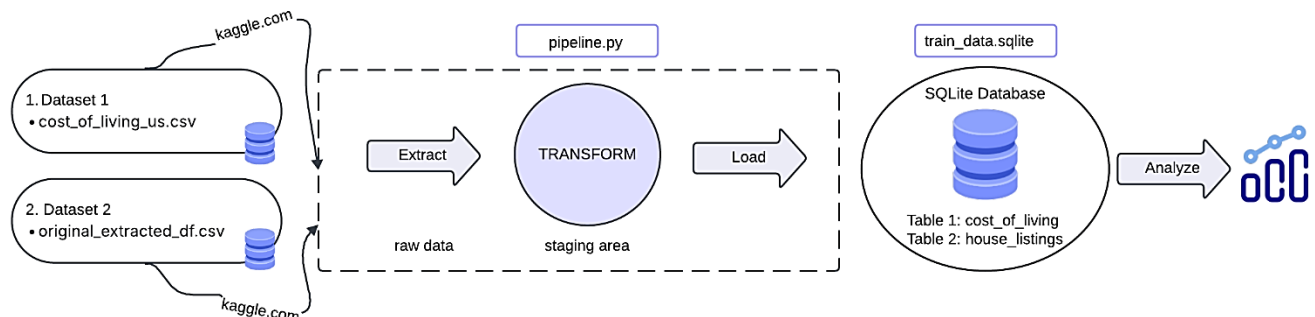 kaggle.com
pipeline.py
train_data.sqlite
1. Dataset 1
• cost_of_living_us.csv
SQLite Database
Extract
TRANSFORM
Load
Analyze
2. Dataset 2
• original_extracted_df.csv
Table 1: cost_of_living
Table 2: house_listings
raw data
staging area
kaggle.com